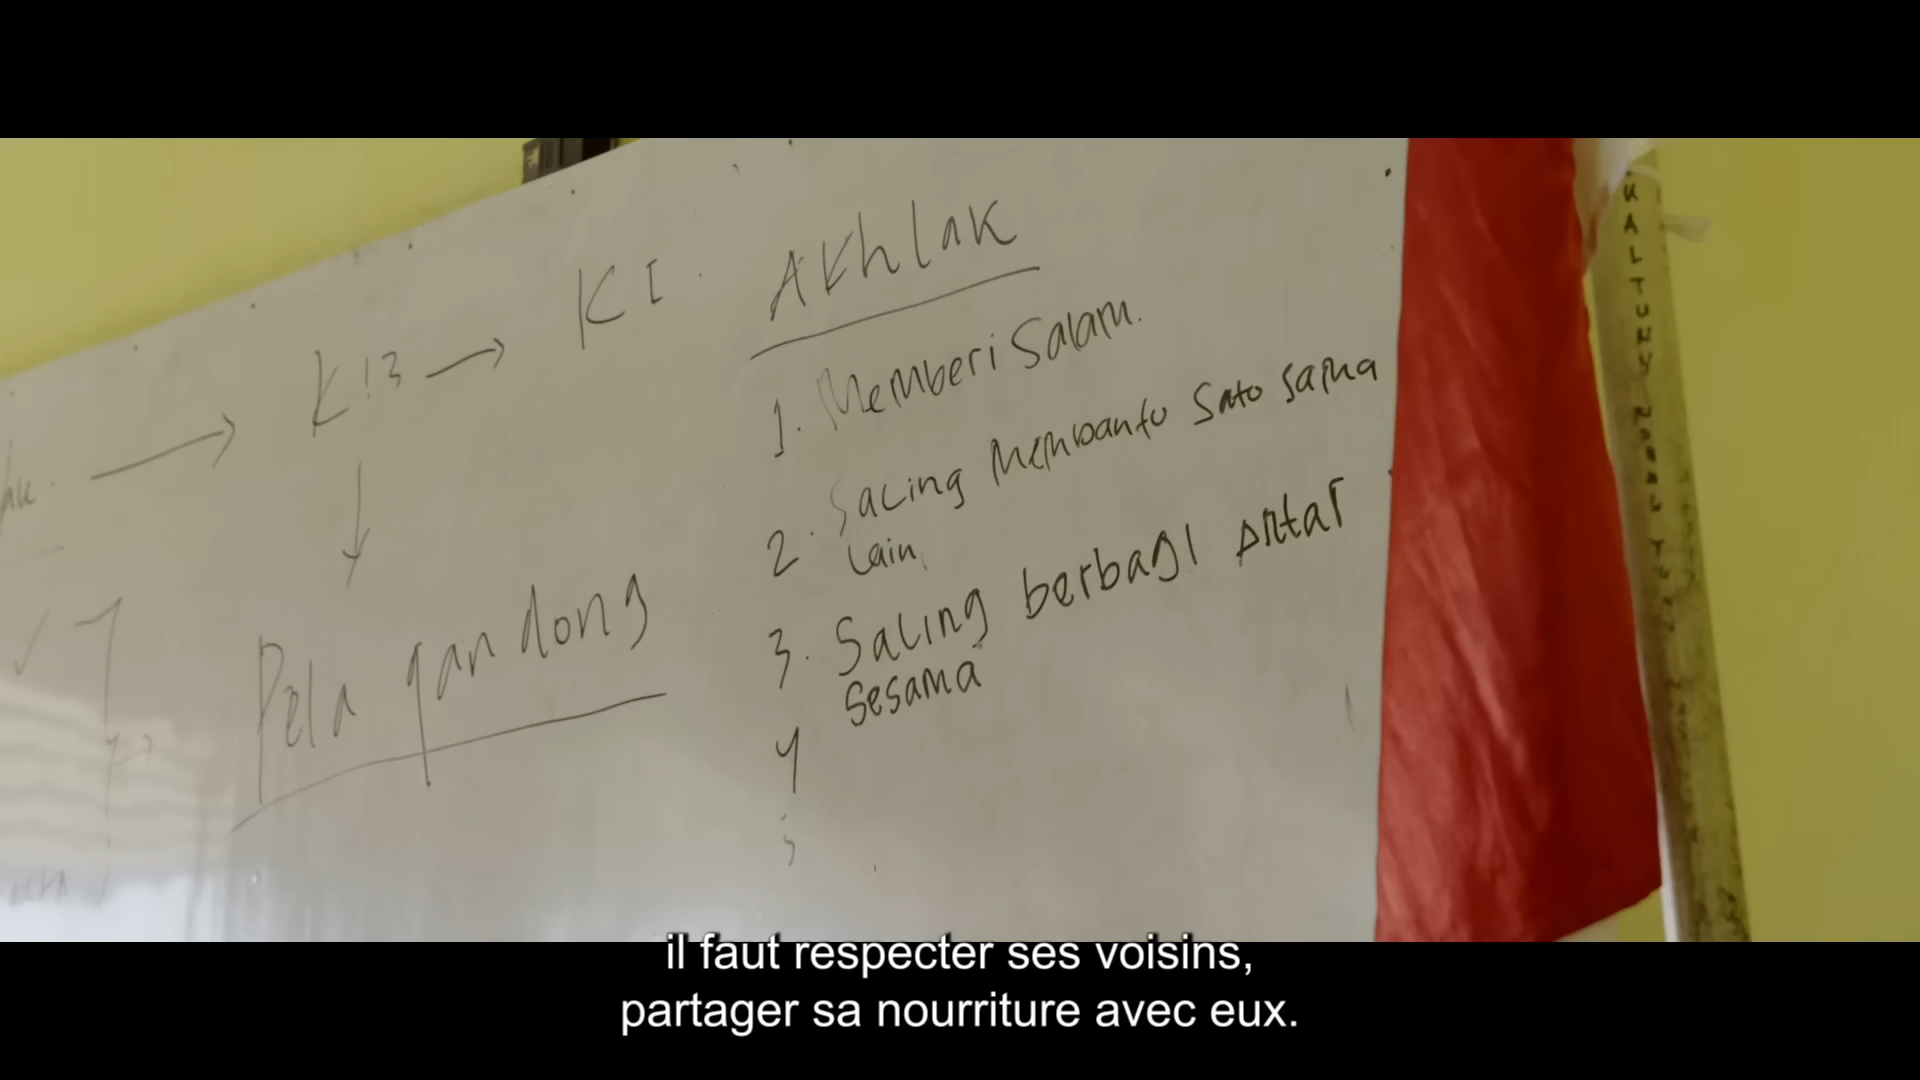 K13 → KI.
Pela gandong
Akhlak
1. Memberi Salam.
2. Saling Membantu Sato sama
lain
3. Saling berbagi antar
Sesama
4
il faut respecter ses voisins,
partager sa nourriture avec eux.